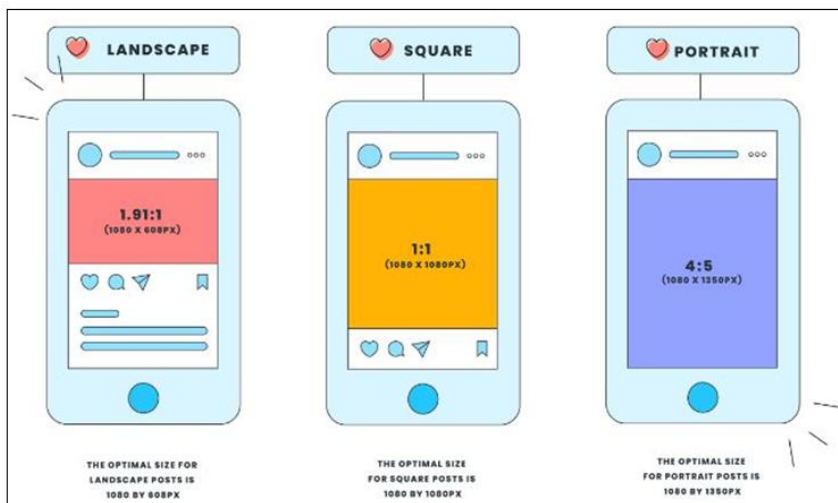 LANDSCAPE
SQUARE
PORTRAIT
1.91:1
(1080 X 608PX)
1:1
(1080 X 1080PX)
4:5
(1080 X 1350PX)
THE OPTIMAL SIZE FOR
LANDSCAPE POSTS IS
1080 BY 608PX
THE OPTIMAL SIZE
FOR SQUARE POSTS IS
1080 BY 1080PX
THE OPTIMAL SIZE
FOR PORTRAIT POSTS IS
1080 BY 1350PX